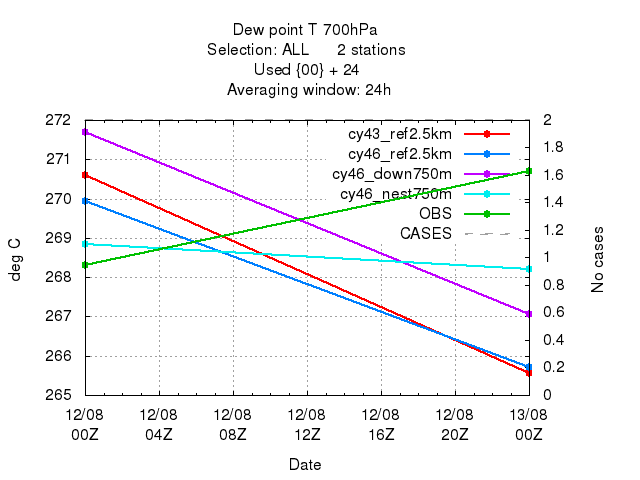 Dew point T 700hPa
Selection: ALL 2 stations
Used {00} + 24
Averaging window: 24h
272
271
270
269
268
267
266
265
deg C
2
1.8
1.6
1.4
1.2
1
0.8
0.6
0.4
0.2
0
No cases
cy43_ref2.5km
cy46_ref2.5km
cy46_down750m
cy46_nest750m
OBS
CASES
12/08 12/08 12/08 12/08 12/08 12/08 13/08
00Z 04Z 08Z 12Z 16Z 20Z 00Z
Date